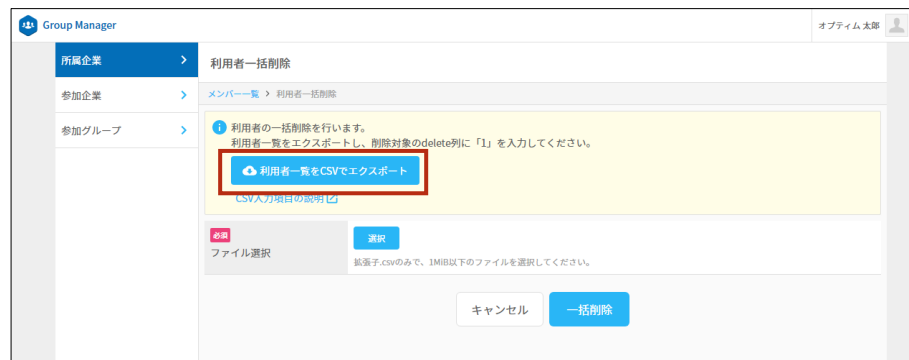 Group Manager
オプティム 太郎
所属企業
参加企業
参加グループ
利用者一括削除
メンバー一覧 > 利用者一括削除
利用者の一括削除を行います。
利用者一覧をエクスポートし、削除対象のdelete列に「1」を入力してください。
利用者一覧をCSVでエクスポート
CSV入力項目の説明
必須
ファイル選択
選択
拡張子.csvのみで、1MiB以下のファイルを選択してください。
キャンセル
一括削除